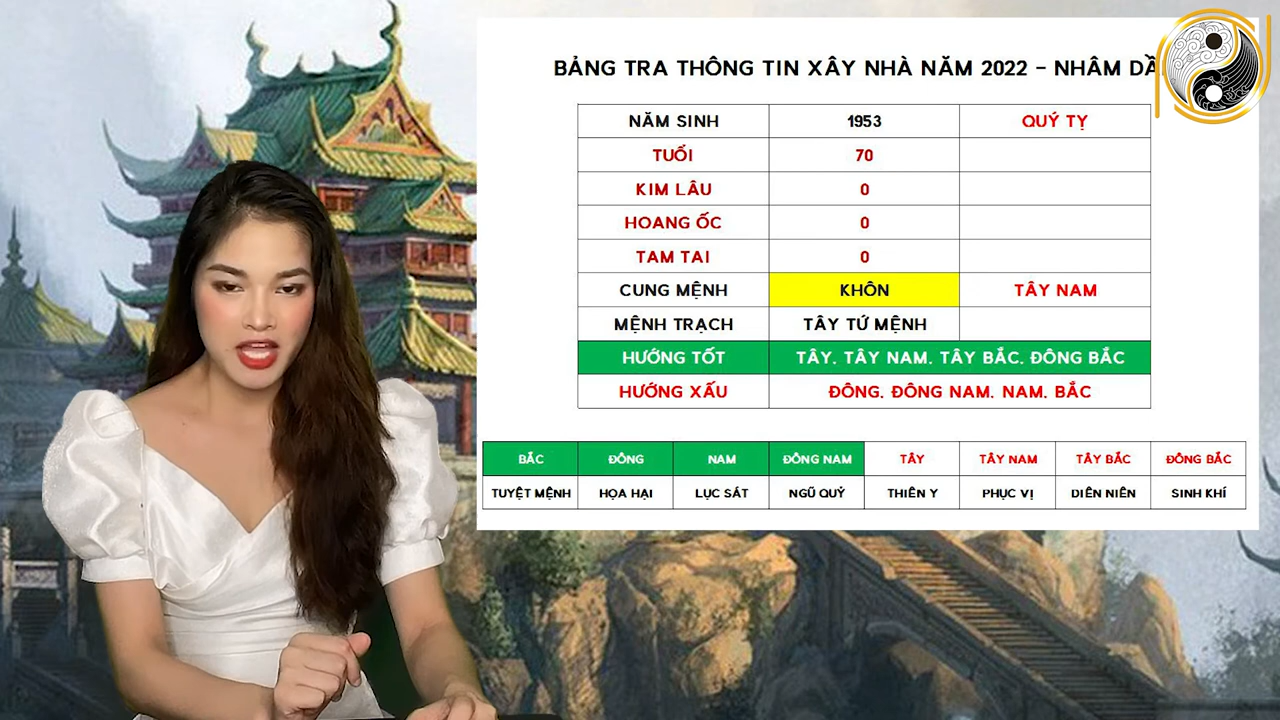 BẢNG TRA THÔNG TIN XÂY NHÀ NĂM 2022 - NHÂM
NĂM SINH 1953 QUÝ TỴ
TUỔI 70
KIM LÂU 0
HOANG ỐC 0
TAM TAI 0
CUNG MỆNH KHÔN TÂY NAM
MỆNH TRẠCH TÂY TỨ MỆNH
HƯỚNG TỐT TÂY. TÂY NAM. TÂY BẮC. ĐÔNG BẮC
HƯỚNG XẤU ĐÔNG. ĐÔNG NAM. NAM. BẮC
BẮC ĐÔNG NAM ĐÔNG NAM TÂY TÂY NAM TÂY BẮC ĐÔNG BẮC
TUYỆT MỆNH HỌA HẠI LỤC SÁT NGŨ QUỶ THIÊN Y PHỤC VỊ DIÊN NIÊN SINH KHÍ